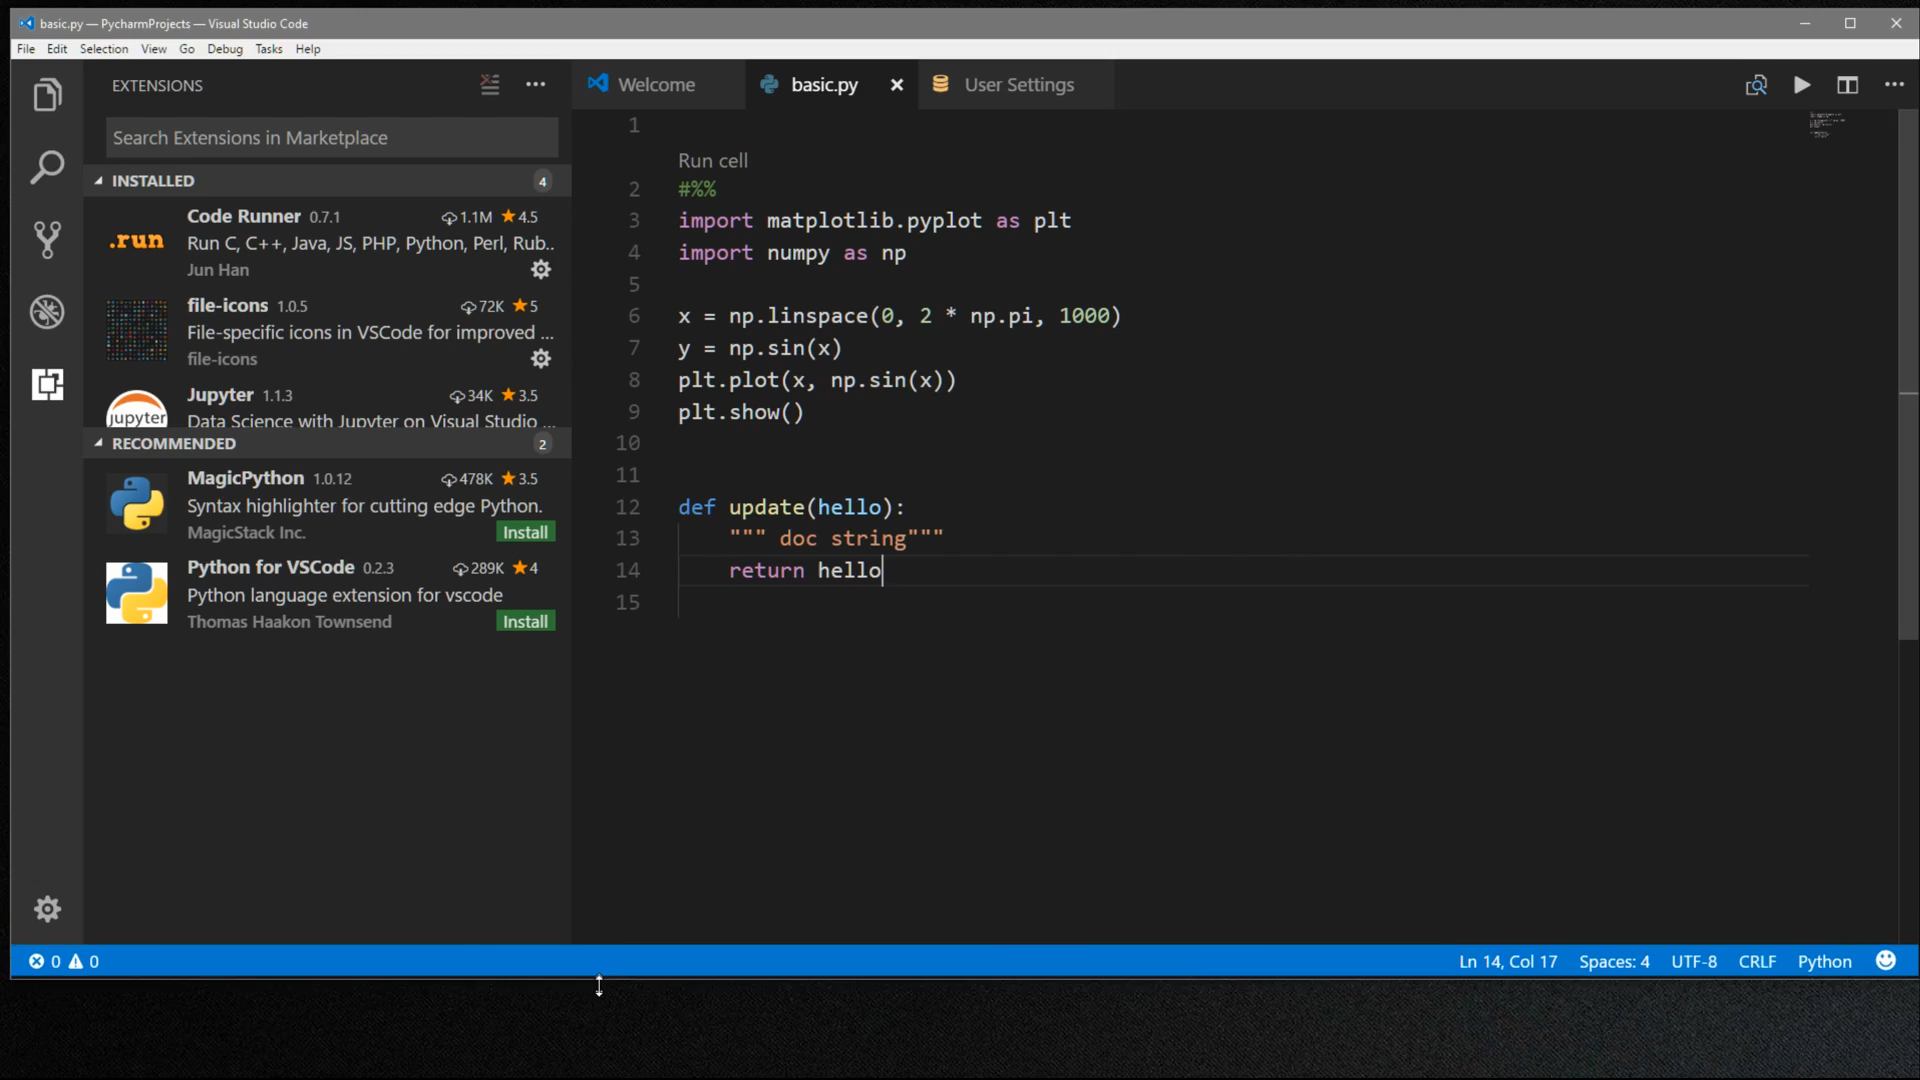 basic.py — PycharmProjects — Visual Studio Code
File Edit Selection View Go Debug Tasks Help
EXTENSIONS
Search Extensions in Marketplace
INSTALLED 4
.run
Code Runner 0.7.1 1.1M 4.5
Run C, C++, Java, JS, PHP, Python, Perl, Rub..
Jun Han
file-icons 1.0.5 72K 5
File-specific icons in VSCode for improved ...
file-icons
jupyter
Jupyter 1.1.3 34K 3.5
Data Science with Jupyter on Visual Studio ...
RECOMMENDED 2
MagicPython 1.0.12 478K 3.5
Syntax highlighter for cutting edge Python.
MagicStack Inc. Install
Python for VSCode 0.2.3 289K 4
Python language extension for vscode
Thomas Haakon Townsend Install
Welcome basic.py User Settings
1
Run cell
2 #%%
3 import matplotlib.pyplot as plt
4 import numpy as np
5
6 x = np.linspace(0, 2 * np.pi, 1000)
7 y = np.sin(x)
8 plt.plot(x, np.sin(x))
9 plt.show()
10
11
12 def update(hello):
13     """ doc string"""
14     return hello
15
0 0 Ln 14, Col 17 Spaces: 4 UTF-8 CRLF Python